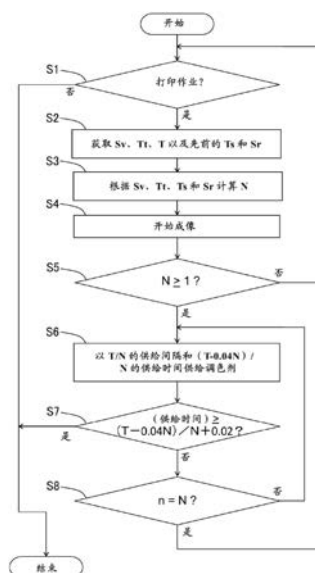 开始
S1
打印作业？
否
是
S2
获取 Sv、Tt、T 以及先前的 Ts 和 Sr
S3
根据 Sv、Tt、Ts 和 Sr 计算 N
S4
开始成像
S5
N ≥ 1？
否
是
S6
以 T/N 的供给间隔和（T-0.04N）/
N 的供给时间供给调色剂
S7
（供给时间）≥
(T－0.04N)／N＋0.02？
是
否
S8
n = N？
否
是
结束